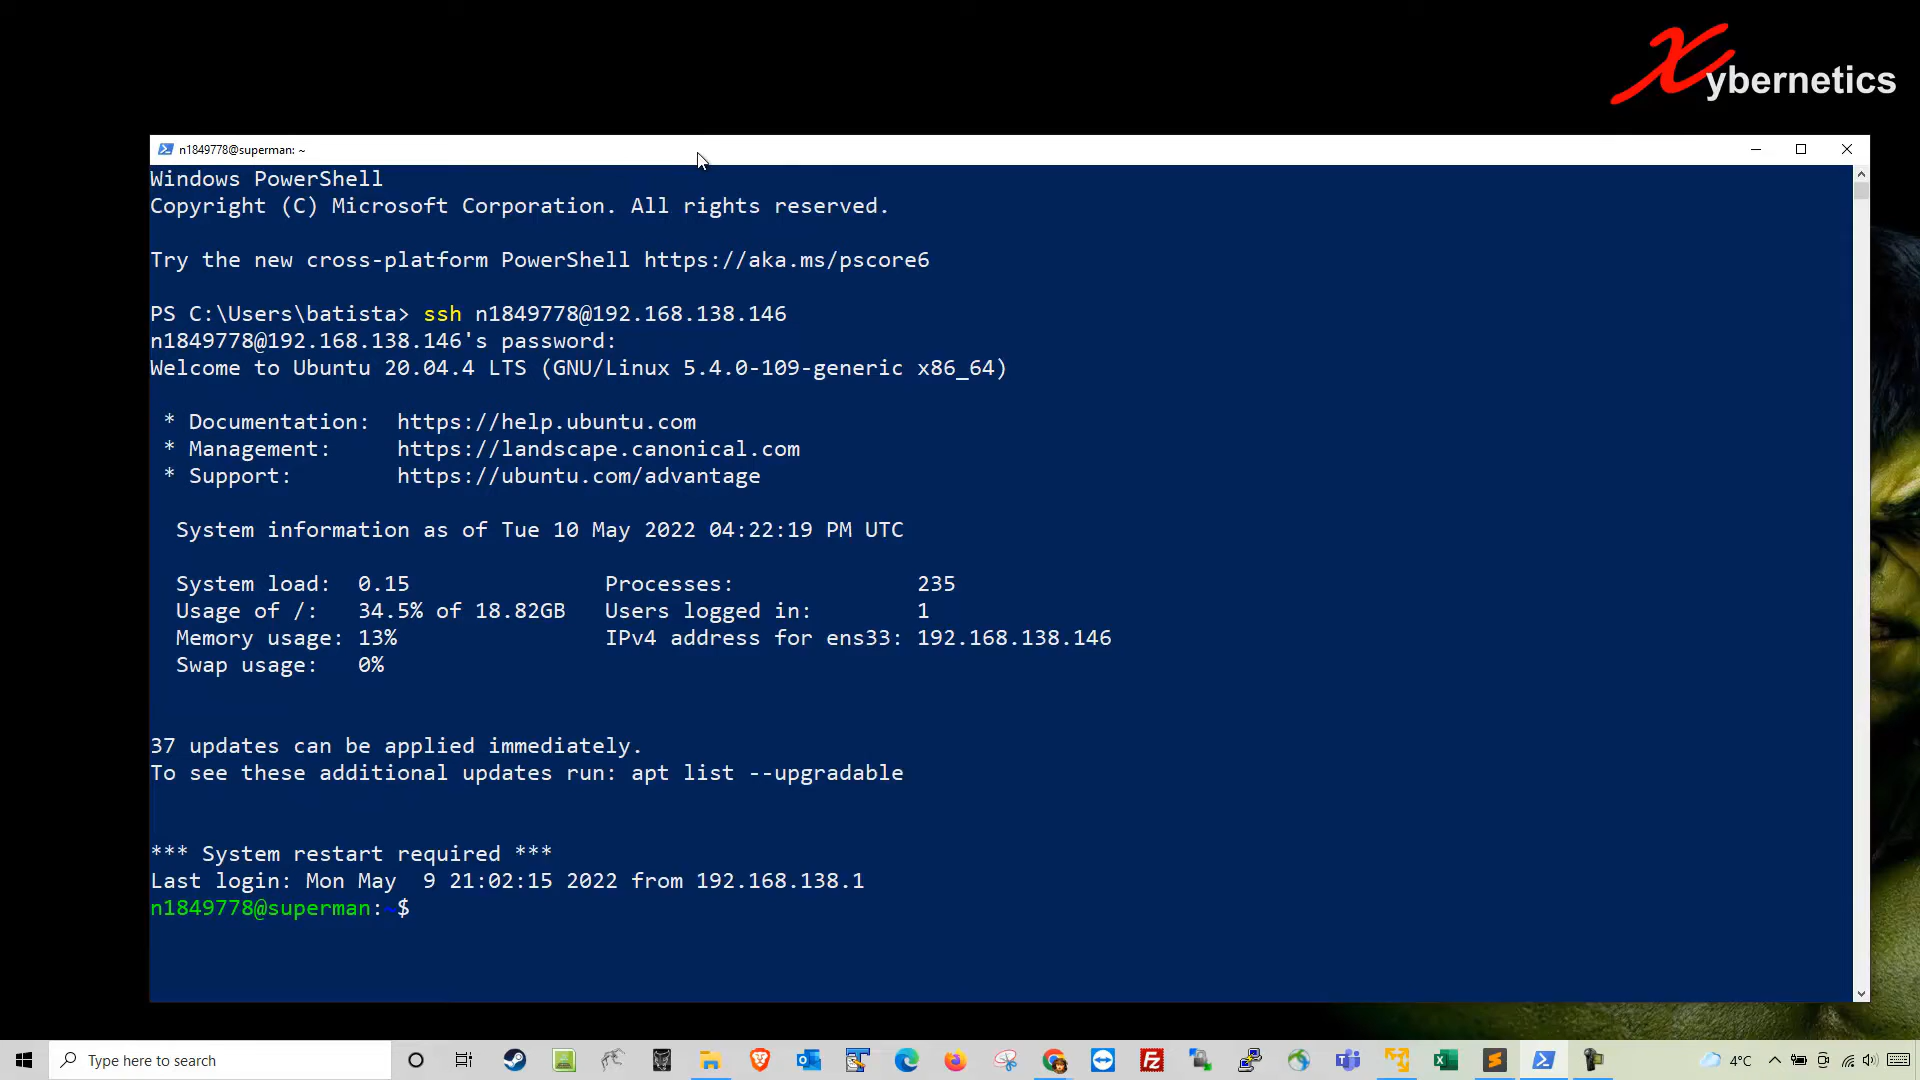 Xybernetics
n1849778@superman: ~
Windows PowerShell
Copyright (C) Microsoft Corporation. All rights reserved.
Try the new cross-platform PowerShell https://aka.ms/pscore6
PS C:\Users\batista> ssh n1849778@192.168.138.146
n1849778@192.168.138.146's password:
Welcome to Ubuntu 20.04.4 LTS (GNU/Linux 5.4.0-109-generic x86_64)
* Documentation:  https://help.ubuntu.com
* Management:     https://landscape.canonical.com
* Support:        https://ubuntu.com/advantage
System information as of Tue 10 May 2022 04:22:19 PM UTC
System load:  0.15               Processes:              235
Usage of /:   34.5% of 18.82GB   Users logged in:        1
Memory usage: 13%                IPv4 address for ens33: 192.168.138.146
Swap usage:   0%
37 updates can be applied immediately.
To see these additional updates run: apt list --upgradable
*** System restart required ***
Last login: Mon May  9 21:02:15 2022 from 192.168.138.1
n1849778@superman:~$
Type here to search
4°C